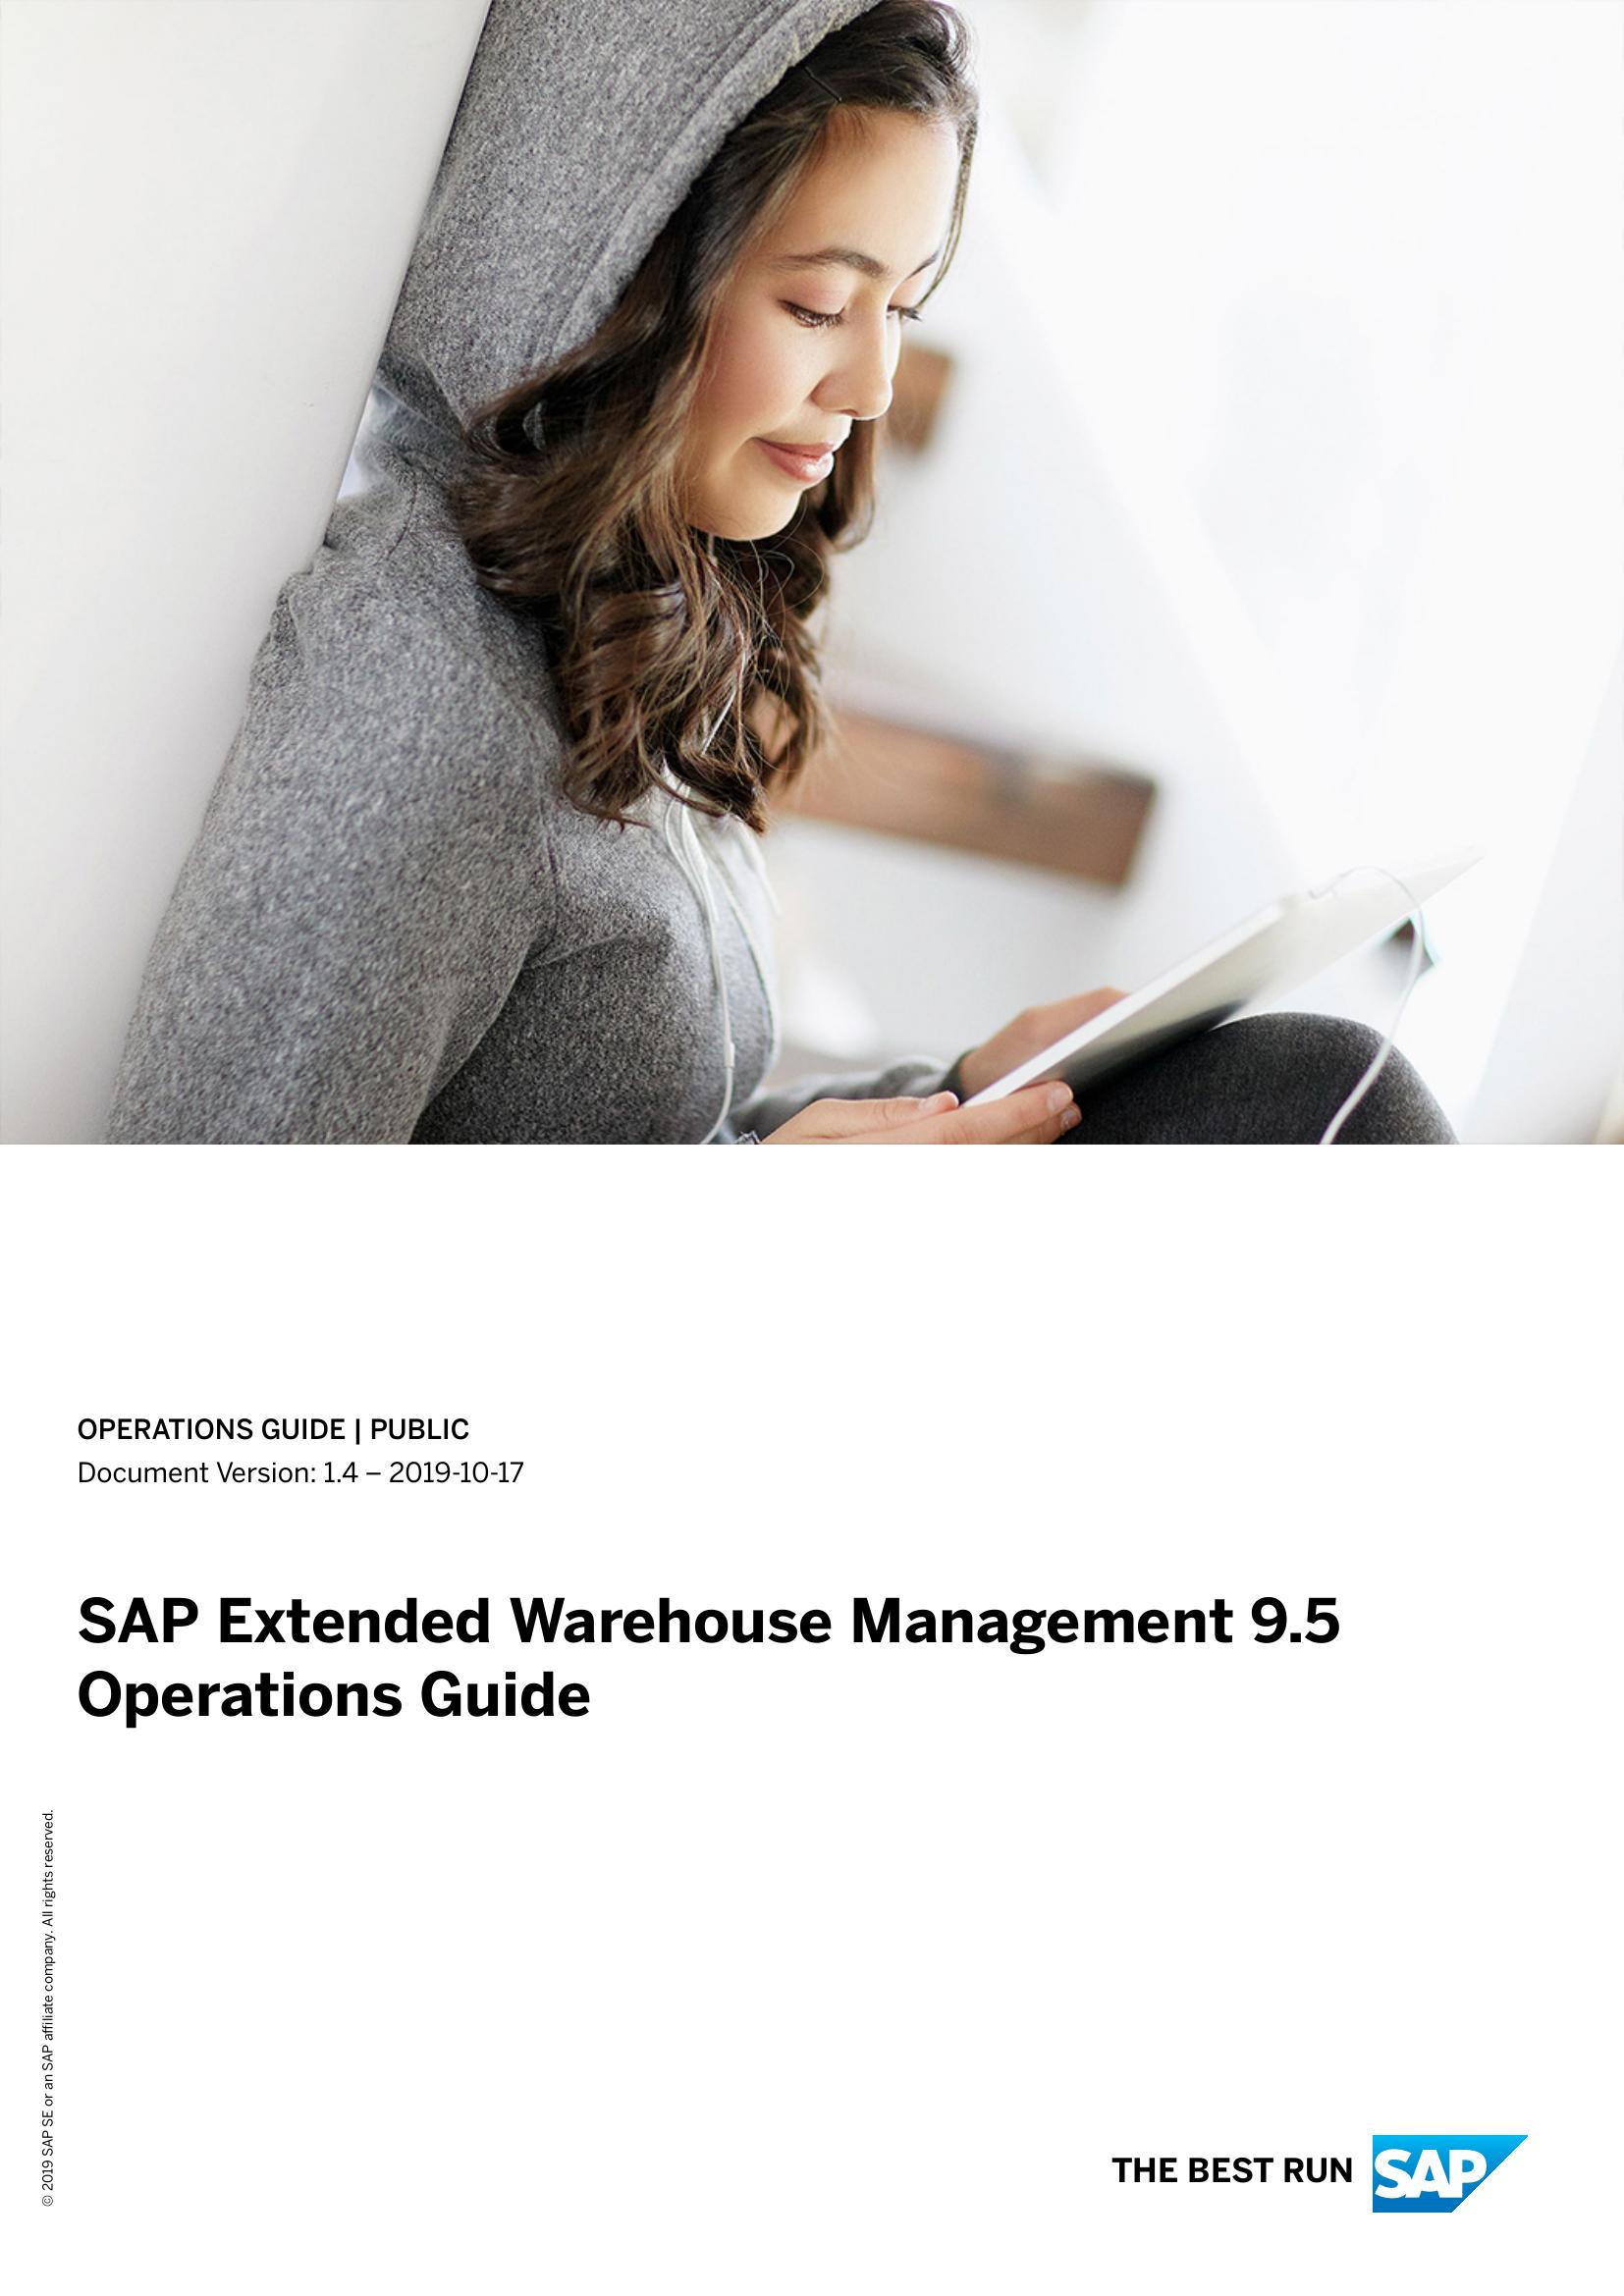 OPERATIONS GUIDE | PUBLIC
Document Version: 1.4 – 2019-10-17
SAP Extended Warehouse Management 9.5
Operations Guide
© 2019 SAP SE or an SAP affiliate company. All rights reserved.
THE BEST RUN SAP